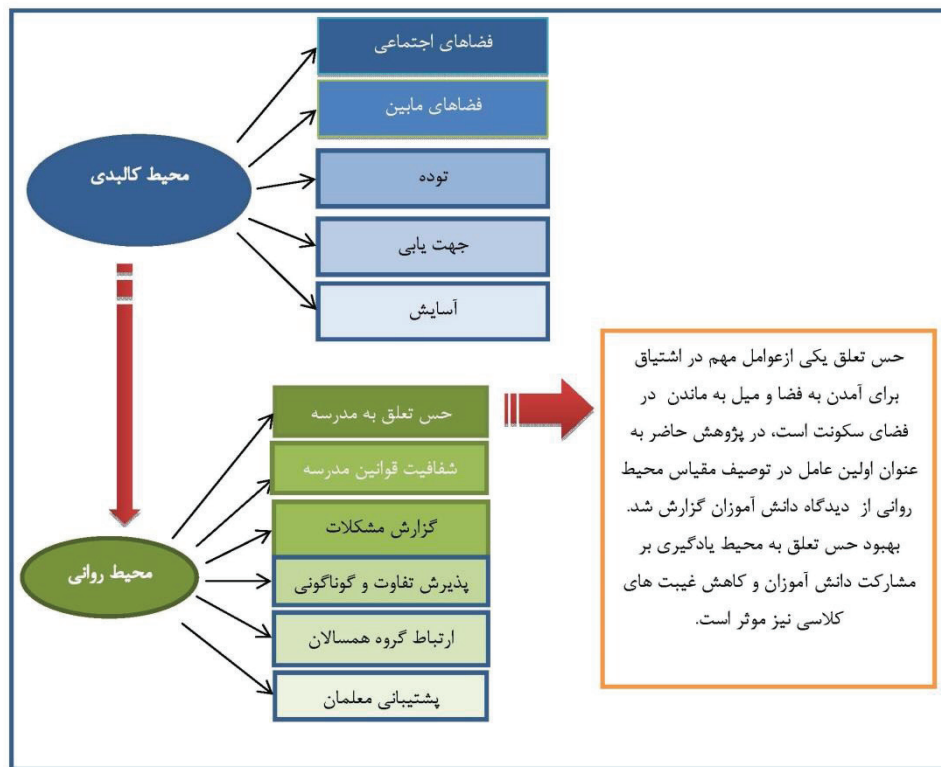 فضاهای اجتماعی
فضاهای مابین
محیط کالبدی
توده
جهت یابی
آسایش
حس تعلق به مدرسه
شفافیت قوانین مدرسه
گزارش مشکلات
محیط روانی
پذیرش تفاوت و گوناگونی
ارتباط گروه همسالان
پشتیبانی معلمان
حس تعلق یکی ازعوامل مهم در اشتیاق
برای آمدن به فضا و میل به ماندن در
فضای سکونت است، در پژوهش حاضر به
عنوان اولین عامل در توصیف مقیاس محیط
روانی از دیدگاه دانش آموزان گزارش شد.
بهبود حس تعلق به محیط یادگیری بر
مشارکت دانش آموزان و کاهش غیبت های
کلاسی نیز موثر است.